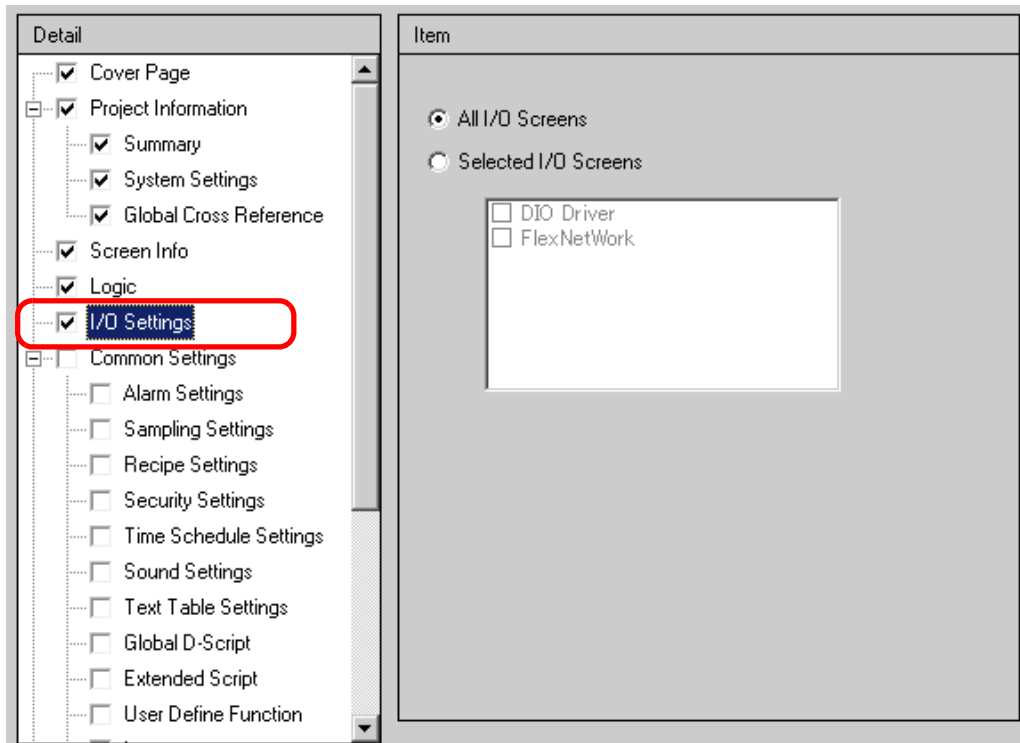 Detail
Cover Page
Project Information
Summary
System Settings
Global Cross Reference
Screen Info
Logic
I/O Settings
Common Settings
Alarm Settings
Sampling Settings
Recipe Settings
Security Settings
Time Schedule Settings
Sound Settings
Text Table Settings
Global D-Script
Extended Script
User Define Function
Item
All I/O Screens
Selected I/O Screens
DIO Driver
FlexNetWork